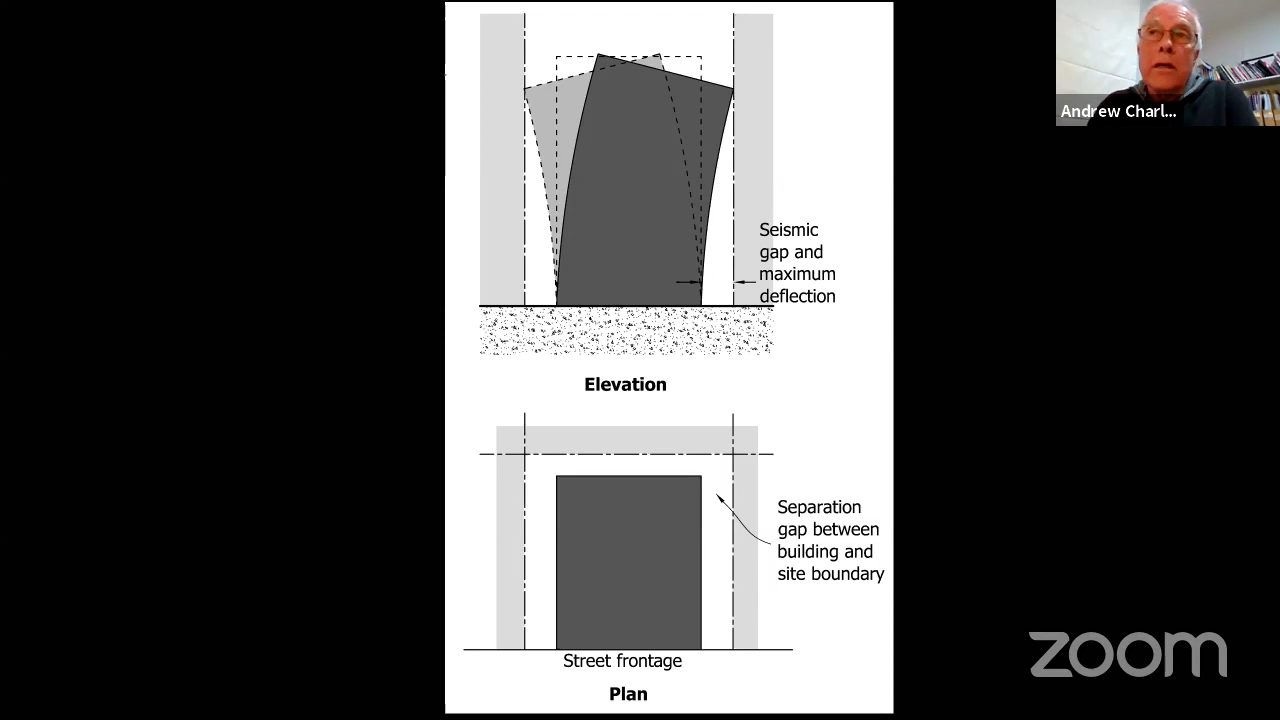 Andrew Charl...
Seismic
gap and
maximum
deflection
Elevation
Separation
gap between
building and
site boundary
Street frontage
Plan
zoom